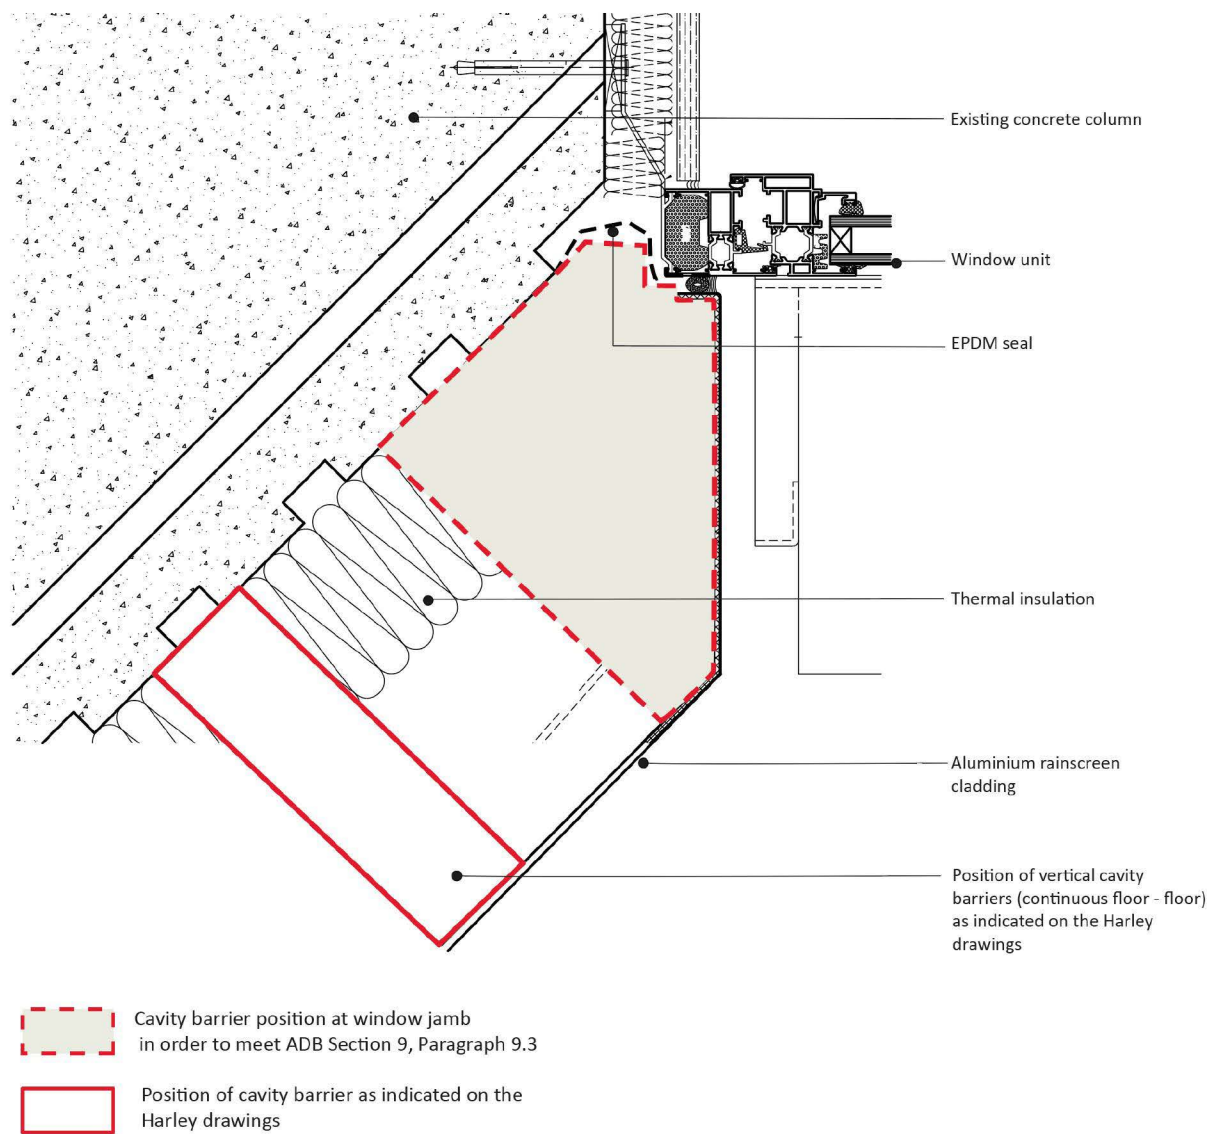 Existing concrete column
Window unit
EPDM seal
Thermal insulation
Aluminium rainscreen
cladding
Position of vertical cavity
barriers (continuous floor - floor)
as indicated on the Harley
drawings
Cavity barrier position at window jamb
in order to meet ADB Section 9, Paragraph 9.3
Position of cavity barrier as indicated on the
Harley drawings